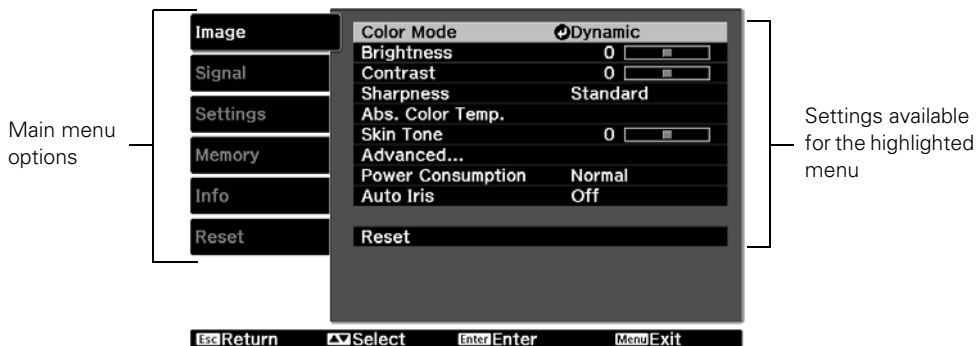 Main menu
options
Image
Signal
Settings
Memory
Info
Reset
Color Mode Dynamic
Brightness 0
Contrast 0
Sharpness Standard
Abs. Color Temp.
Skin Tone 0
Advanced...
Power Consumption Normal
Auto Iris Off
Reset
Settings available
for the highlighted
menu
Esc Return Select Enter Enter Menu Exit